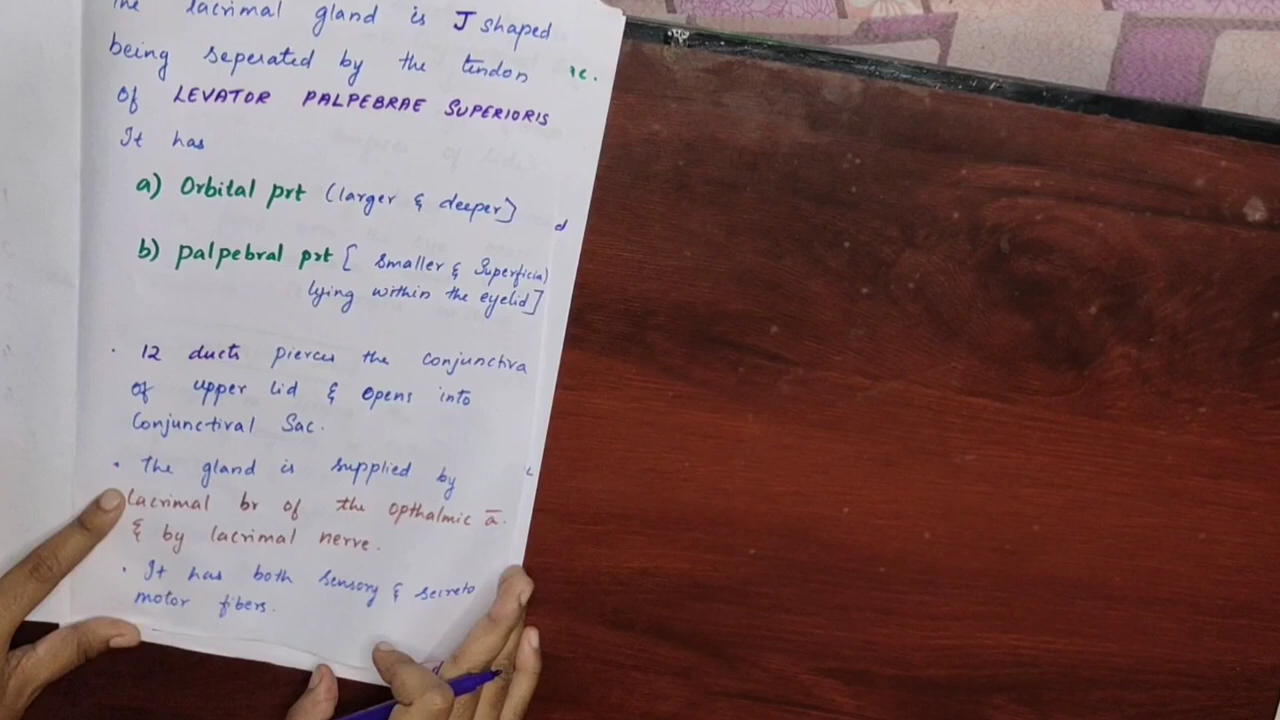 The lacrimal gland is J shaped
being seperated by the tendon
of LEVATOR PALPEBRAE SUPERIORIS
It has
a) Orbital prt (larger & deeper]
b) palpebral prt [ smaller & Superficial
lying within the eyelid]
· 12 ducts pierces the conjunctiva
of upper lid & opens into
Conjunctival Sac.
· The gland is supplied by
lacrimal br of the opthalmic a̅.
& by lacrimal nerve.
· It has both sensory & secreto
motor fibers.